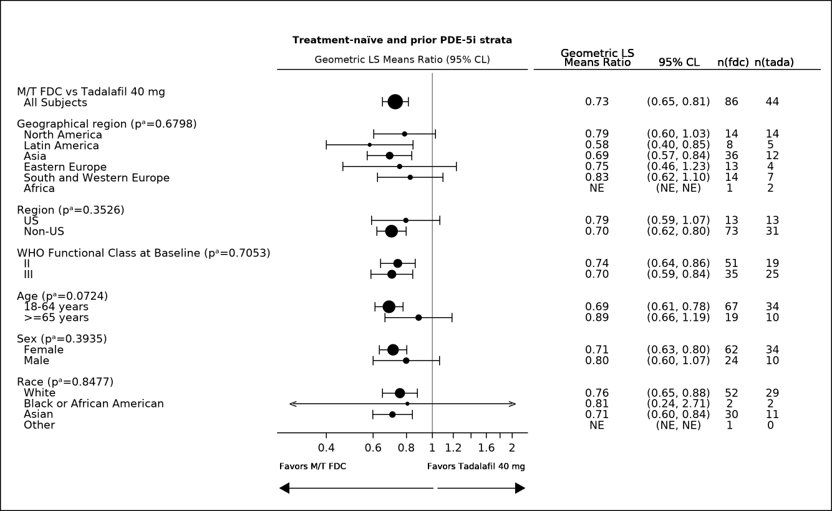 Treatment-naïve and prior PDE-5i strata
Geometric LS Means Ratio (95% CL)
Geometric LS
Means Ratio 95% CL n(fdc) n(tada)
M/T FDC vs Tadalafil 40 mg
All Subjects 0.73 (0.65, 0.81) 86 44
Geographical region (pᵃ=0.6798)
North America 0.79 (0.60, 1.03) 14 14
Latin America 0.58 (0.40, 0.85) 8 5
Asia 0.69 (0.57, 0.84) 36 12
Eastern Europe 0.75 (0.46, 1.23) 13 4
South and Western Europe 0.83 (0.62, 1.10) 14 7
Africa NE (NE, NE) 1 2
Region (pᵃ=0.3526)
US 0.79 (0.59, 1.07) 13 13
Non-US 0.70 (0.62, 0.80) 73 31
WHO Functional Class at Baseline (pᵃ=0.7053)
II 0.74 (0.64, 0.86) 51 19
III 0.70 (0.59, 0.84) 35 25
Age (pᵃ=0.0724)
18-64 years 0.69 (0.61, 0.78) 67 34
>=65 years 0.89 (0.66, 1.19) 19 10
Sex (pᵃ=0.3935)
Female 0.71 (0.63, 0.80) 62 34
Male 0.80 (0.60, 1.07) 24 10
Race (pᵃ=0.8477)
White 0.76 (0.65, 0.88) 52 29
Black or African American 0.81 (0.24, 2.71) 2 2
Asian 0.71 (0.60, 0.84) 30 11
Other NE (NE, NE) 1 0
0.4 0.6 0.8 1 1.2 1.6 2
Favors M/T FDC Favors Tadalafil 40 mg